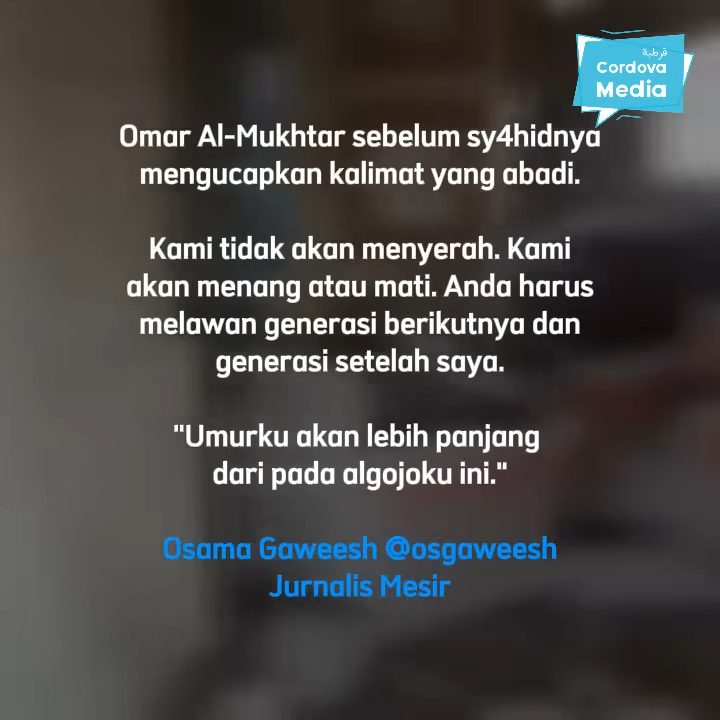 قرطبة
Cordova
Media
Omar Al-Mukhtar sebelum sy4hidnya
mengucapkan kalimat yang abadi.
Kami tidak akan menyerah. Kami
akan menang atau mati. Anda harus
melawan generasi berikutnya dan
generasi setelah saya.
"Umurku akan lebih panjang
dari pada algojoku ini."
Osama Gaweesh @osgaweesh
Jurnalis Mesir